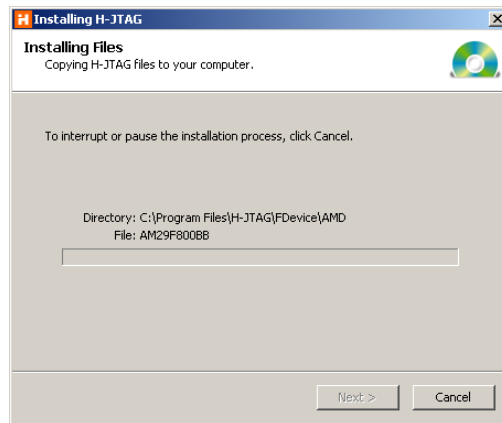 H Installing H-JTAG
Installing Files
Copying H-JTAG files to your computer.
To interrupt or pause the installation process, click Cancel.
Directory: C:\Program Files\H-JTAG\FDevice\AMD
File: AM29F800BB
Next >
Cancel